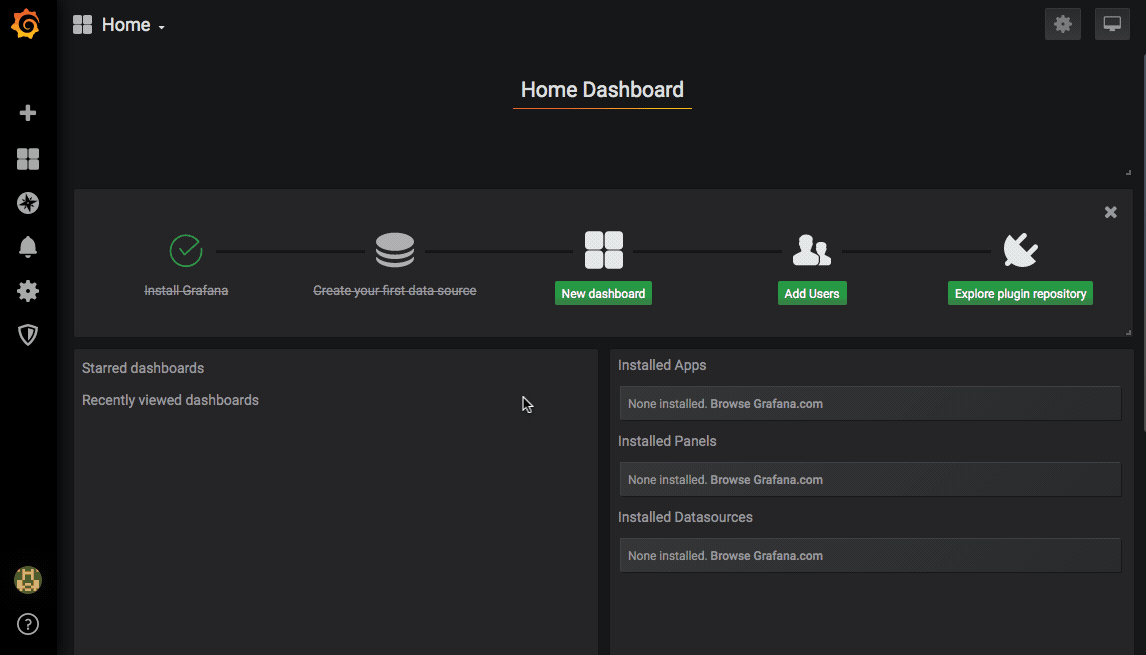 Home
Home Dashboard
Install Grafana
Create your first data source
New dashboard
Add Users
Explore plugin repository
Starred dashboards
Recently viewed dashboards
Installed Apps
None installed. Browse Grafana.com
Installed Panels
None installed. Browse Grafana.com
Installed Datasources
None installed. Browse Grafana.com
?